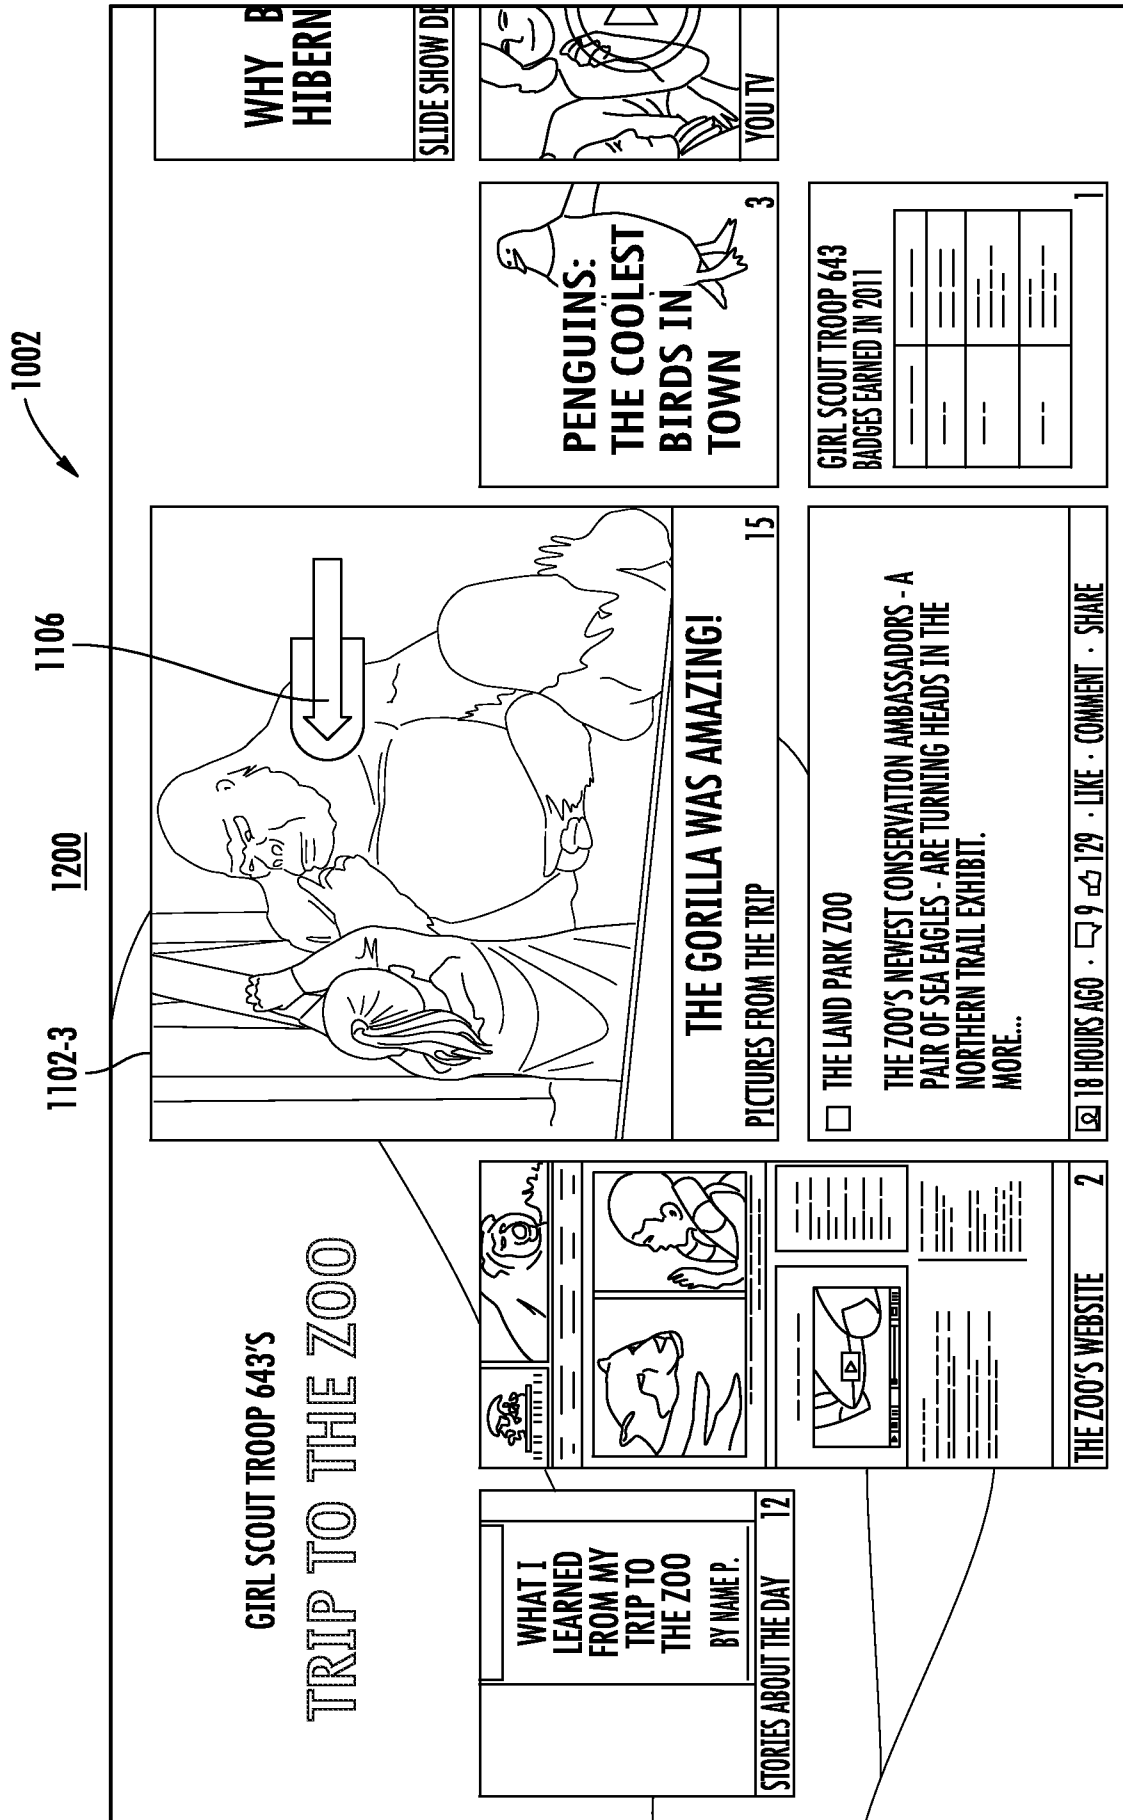 1200
1002
1106
1102-3
GIRL SCOUT TROOP 643'S
TRIP TO THE ZOO
WHAT I
LEARNED
FROM MY
TRIP TO
THE ZOO
BY NAME P.
STORIES ABOUT THE DAY 12
THE ZOO'S WEBSITE 2
THE GORILLA WAS AMAZING!
PICTURES FROM THE TRIP 15
THE LAND PARK ZOO
THE ZOO'S NEWEST CONSERVATION AMBASSADORS - A
PAIR OF SEA EAGLES - ARE TURNING HEADS IN THE
NORTHERN TRAIL EXHIBIT.
MORE...
18 HOURS AGO · 9 129 · LIKE · COMMENT · SHARE
PENGUINS:
THE COOLEST
BIRDS IN
TOWN
3
GIRL SCOUT TROOP 643
BADGES EARNED IN 2011
1
WHY B
HIBERN
SLIDE SHOW DE
YOU TV